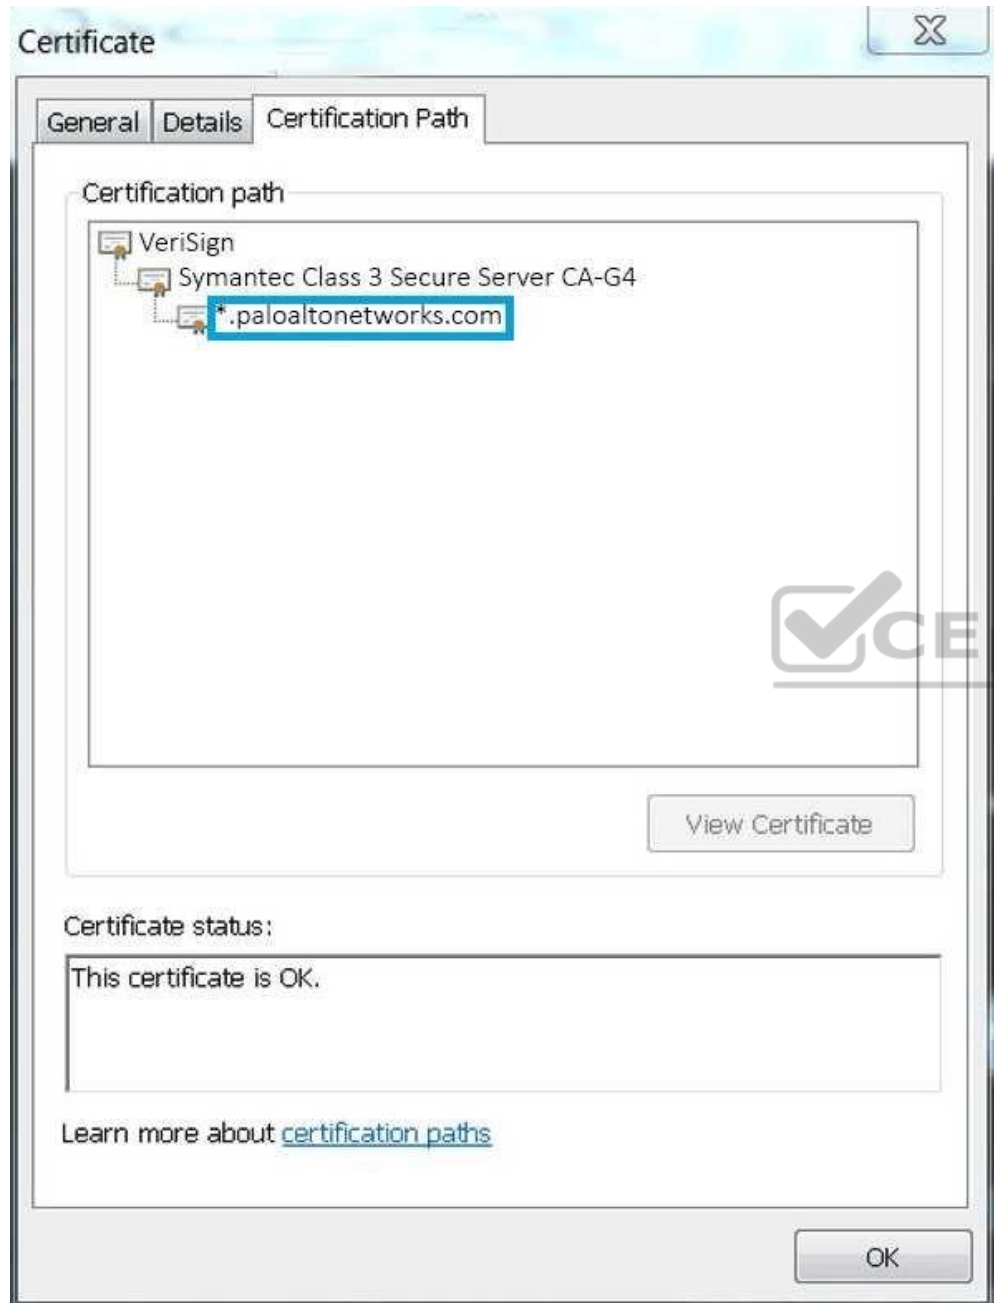 Certificate
General Details Certification Path
Certification path
VeriSign
Symantec Class 3 Secure Server CA-G4
*.paloaltonetworks.com
CE
View Certificate
Certificate status:
This certificate is OK.
Learn more about certification paths
OK